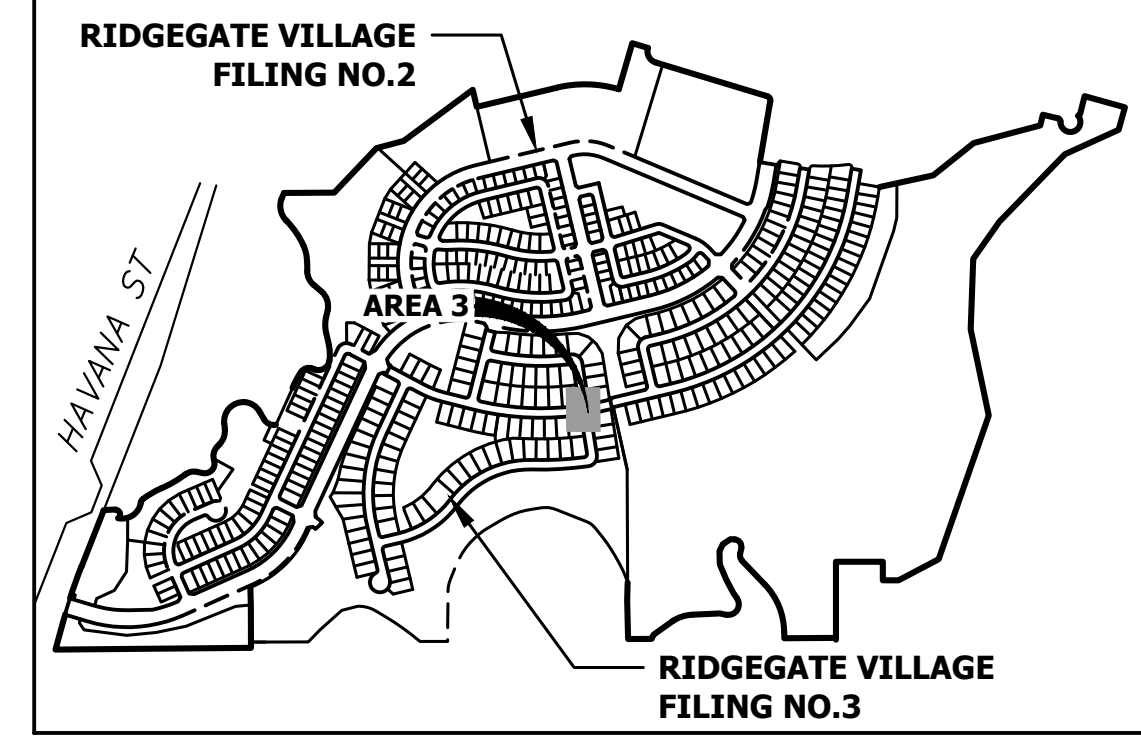 RIDGEGATE VILLAGE
FILING NO.2
HAVANA ST
AREA 3
RIDGEGATE VILLAGE
FILING NO.3